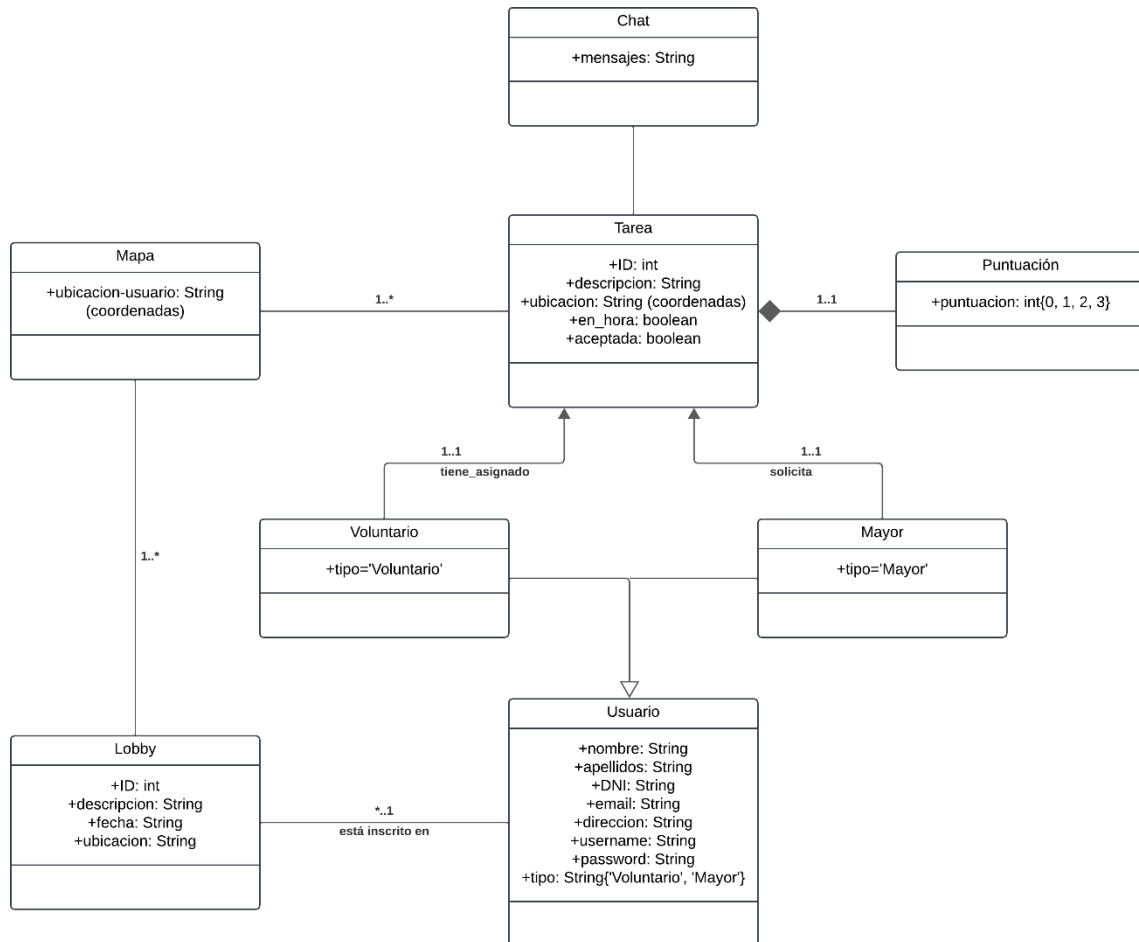 Chat
+mensajes: String
Tarea
+ID: int
+descripcion: String
+ubicacion: String (coordenadas)
+en_hora: boolean
+aceptada: boolean
Mapa
+ubicacion-usuario: String
(coordenadas)
1..*
Puntuación
+puntuacion: int{0, 1, 2, 3}
1..1
1..1
tiene_asignado
1..1
solicita
Voluntario
+tipo='Voluntario'
Mayor
+tipo='Mayor'
1..*
Lobby
+ID: int
+descripcion: String
+fecha: String
+ubicacion: String
*..1
está inscrito en
Usuario
+nombre: String
+apellidos: String
+DNI: String
+email: String
+direccion: String
+username: String
+password: String
+tipo: String{'Voluntario', 'Mayor'}